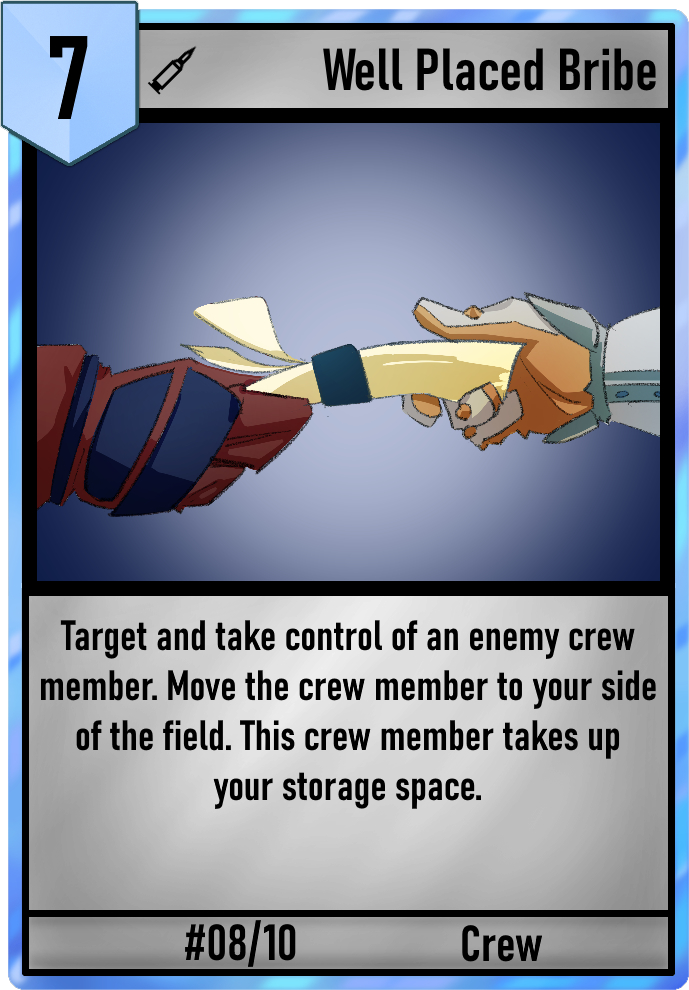 7
Well Placed Bribe
Target and take control of an enemy crew
member. Move the crew member to your side
of the field. This crew member takes up
your storage space.
#08/10
Crew